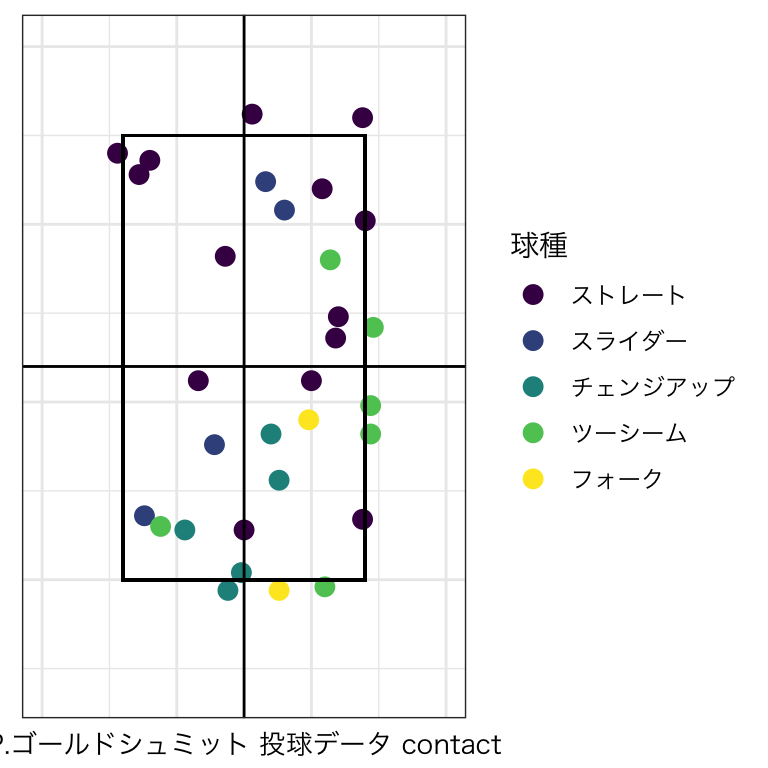 球種
ストレート
スライダー
チェンジアップ
ツーシーム
フォーク
P.ゴールドシュミット 投球データ contact